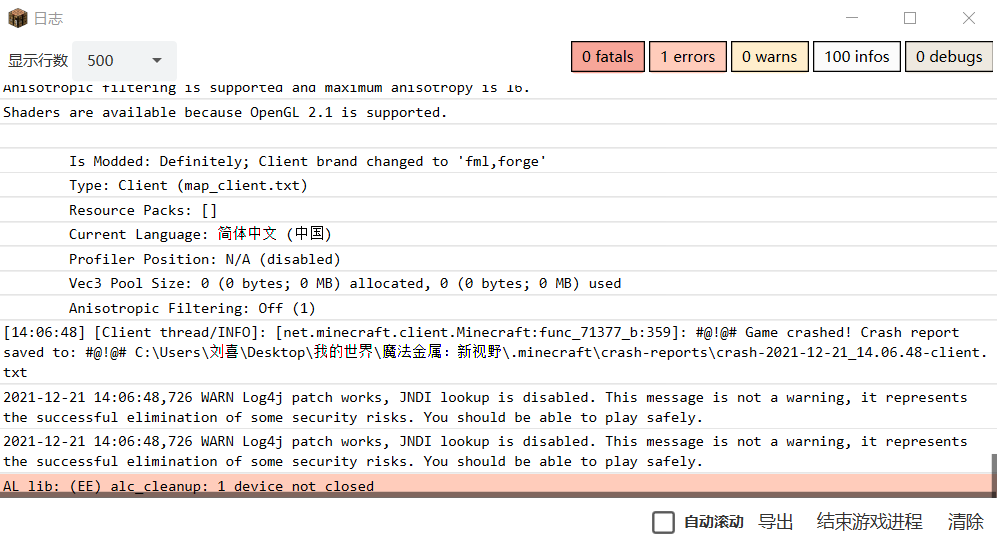 日志
显示行数 500 0 fatals 1 errors 0 warns 100 infos 0 debugs
Anisotropic filtering is supported and maximum anisotropy is 16.
Shaders are available because OpenGL 2.1 is supported.
Is Modded: Definitely; Client brand changed to 'fml,forge'
Type: Client (map_client.txt)
Resource Packs: []
Current Language: 简体中文 (中国)
Profiler Position: N/A (disabled)
Vec3 Pool Size: 0 (0 bytes; 0 MB) allocated, 0 (0 bytes; 0 MB) used
Anisotropic Filtering: Off (1)
[14:06:48] [Client thread/INFO]: [net.minecraft.client.Minecraft:func_71377_b:359]: #@!@# Game crashed! Crash report
saved to: #@!@# C:\Users\刘喜\Desktop\我的世界\魔法金属：新视野\.minecraft\crash-reports\crash-2021-12-21_14.06.48-client.
txt
2021-12-21 14:06:48,726 WARN Log4j patch works, JNDI lookup is disabled. This message is not a warning, it represents
the successful elimination of some security risks. You should be able to play safely.
2021-12-21 14:06:48,726 WARN Log4j patch works, JNDI lookup is disabled. This message is not a warning, it represents
the successful elimination of some security risks. You should be able to play safely.
AL lib: (EE) alc_cleanup: 1 device not closed
自动滚动 导出 结束游戏进程 清除